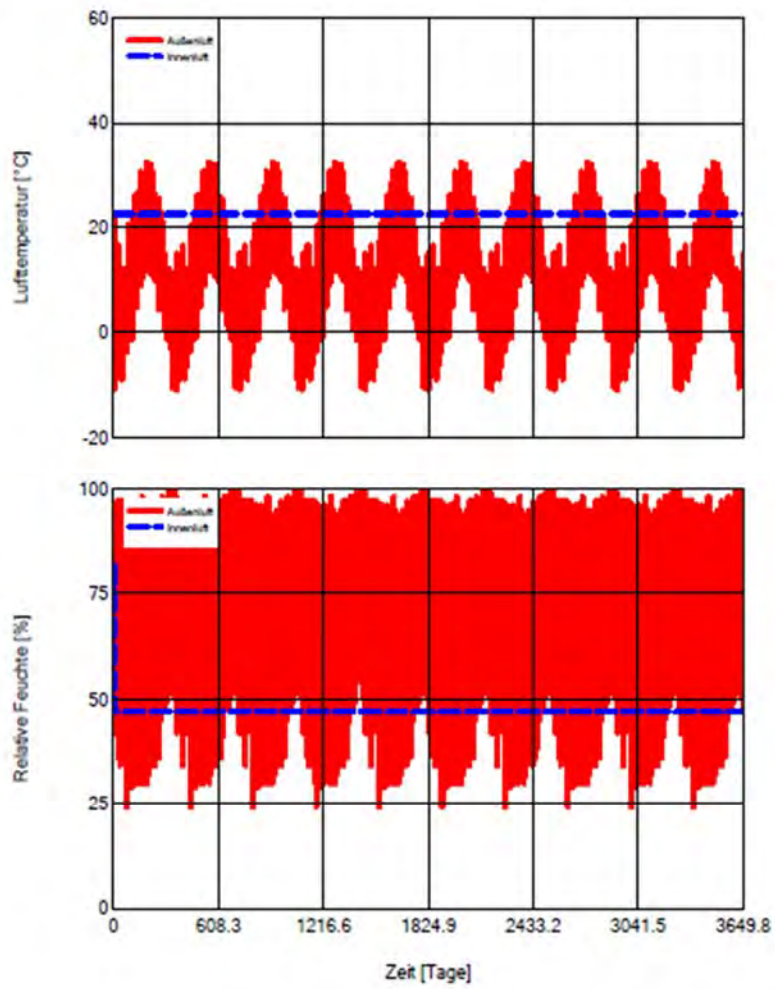 60
Außenluft
Innenluft
40
20
0
-20
Lufttemperatur [°C]
100
Außenluft
Innenluft
75
50
25
0
Relative Feuchte [%]
0 608.3 1216.6 1824.9 2433.2 3041.5 3649.8
Zeit [Tage]